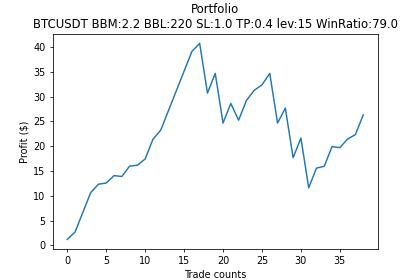 Portfolio
BTCUSDT BBM:2.2 BBL:220 SL:1.0 TP:0.4 lev:15 WinRatio:79.0
40
35
30
25
20
15
10
5
0
Profit ($)
0 5 10 15 20 25 30 35
Trade counts